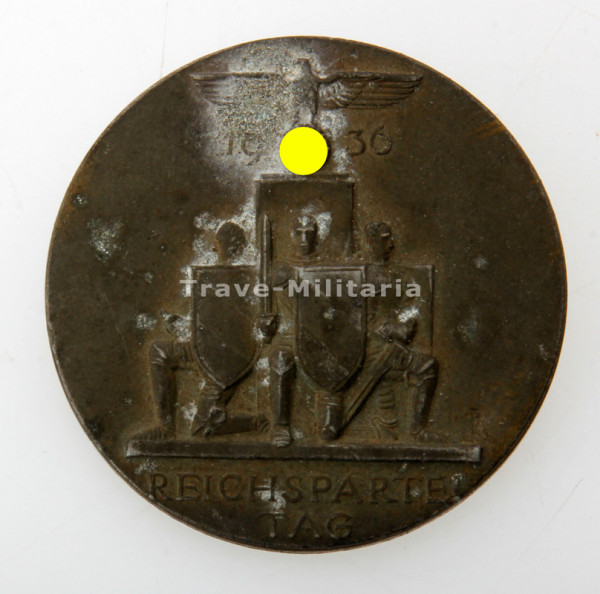 19 36
Trave-Militaria
REICHSPARTEI
TAG